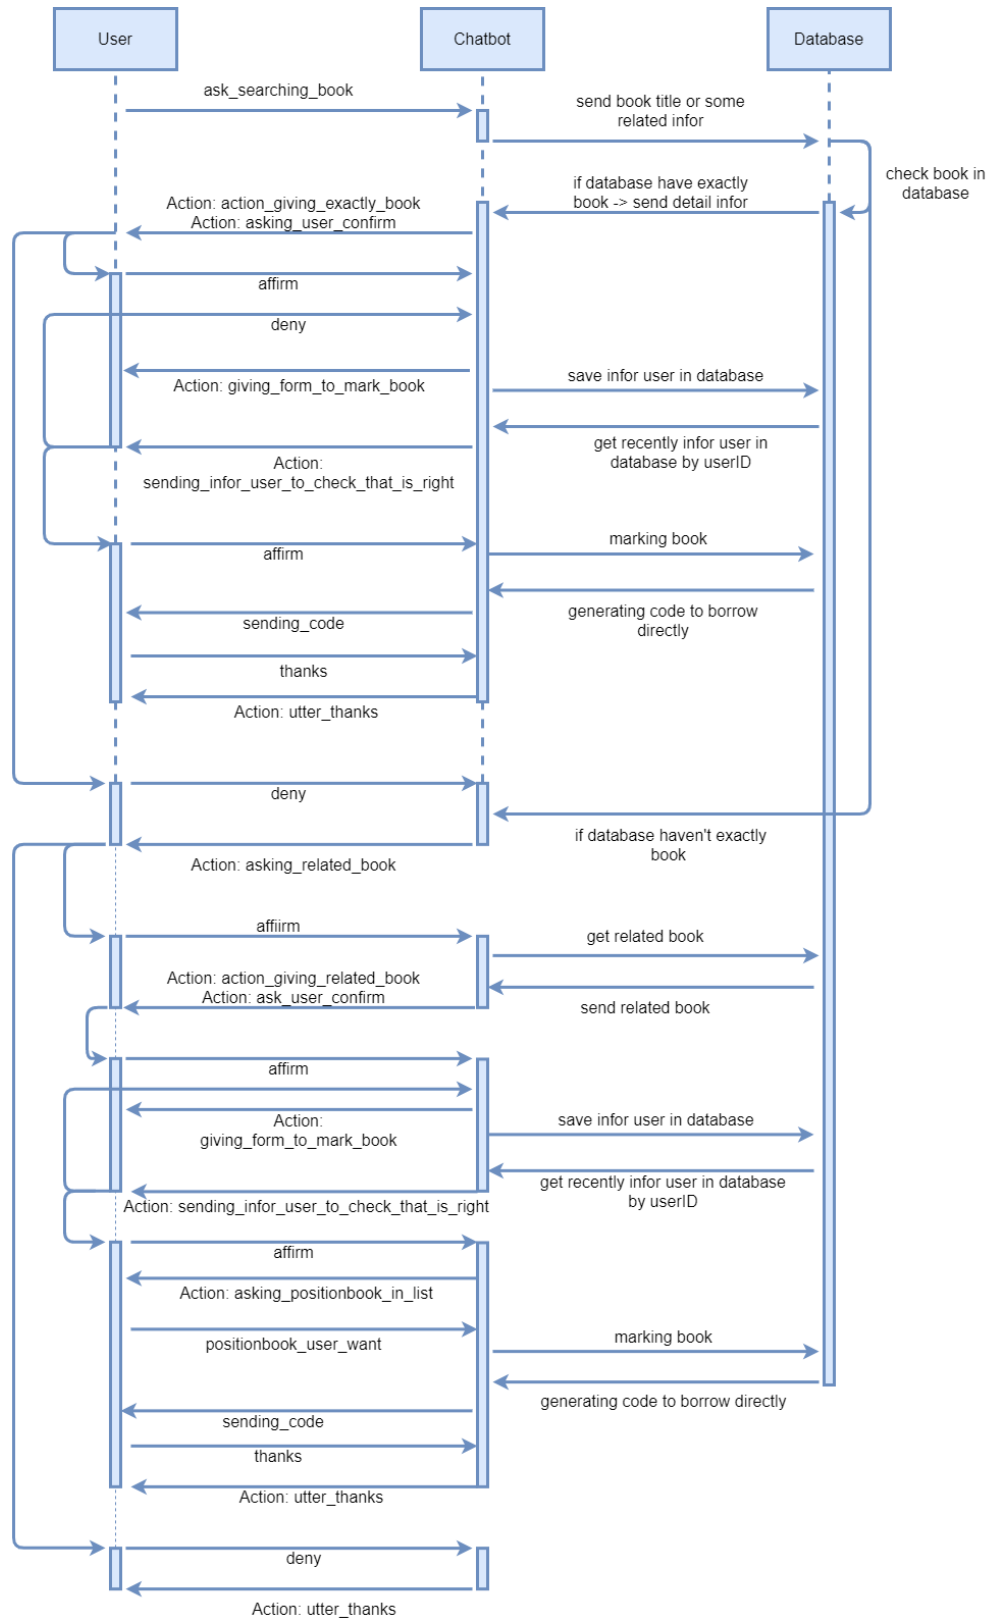 User
Chatbot
Database
ask_searching_book
send book title or some
related infor
check book in
database
if database have exactly
book -> send detail infor
Action: action_giving_exactly_book
Action: asking_user_confirm
affirm
deny
save infor user in database
Action: giving_form_to_mark_book
get recently infor user in
database by userID
Action:
sending_infor_user_to_check_that_is_right
marking book
affirm
generating code to borrow
directly
sending_code
thanks
Action: utter_thanks
deny
if database haven't exactly
book
Action: asking_related_book
affiirm
get related book
Action: action_giving_related_book
Action: ask_user_confirm
send related book
affirm
Action:
giving_form_to_mark_book
save infor user in database
get recently infor user in database
by userID
Action: sending_infor_user_to_check_that_is_right
affirm
Action: asking_positionbook_in_list
marking book
positionbook_user_want
generating code to borrow directly
sending_code
thanks
Action: utter_thanks
deny
Action: utter_thanks